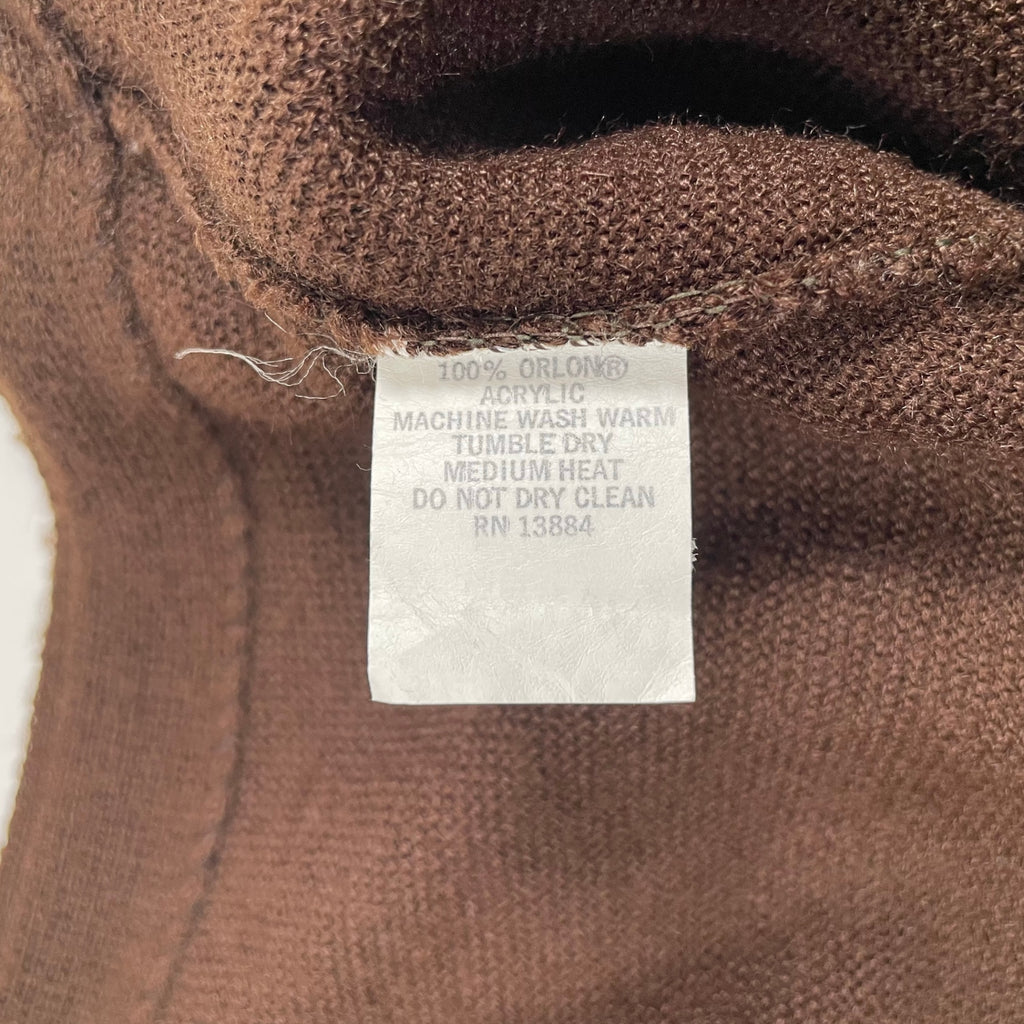 100% ORLON®
ACRYLIC
MACHINE WASH WARM
TUMBLE DRY
MEDIUM HEAT
DO NOT DRY CLEAN
RN 13884